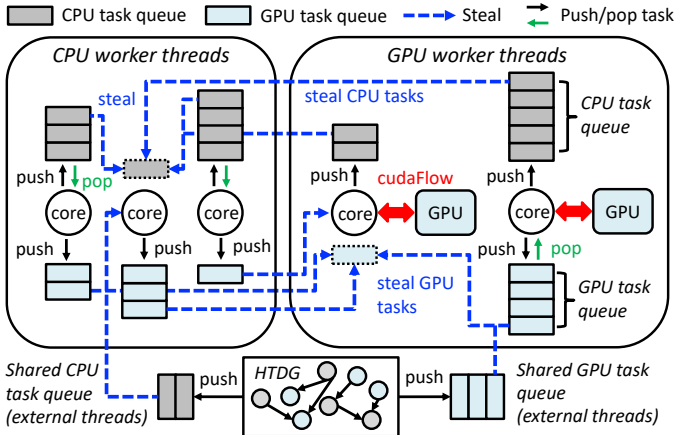 CPU task queue
GPU task queue
Steal
Push/pop task
CPU worker threads
GPU worker threads
steal
steal CPU tasks
CPU task
queue
push
pop
push
push
push
cudaFlow
core
core
core
core
GPU
core
GPU
push
push
push
push
pop
steal GPU
tasks
GPU task
queue
Shared CPU
task queue
(external threads)
push
HTDG
push
Shared GPU task
queue
(external threads)